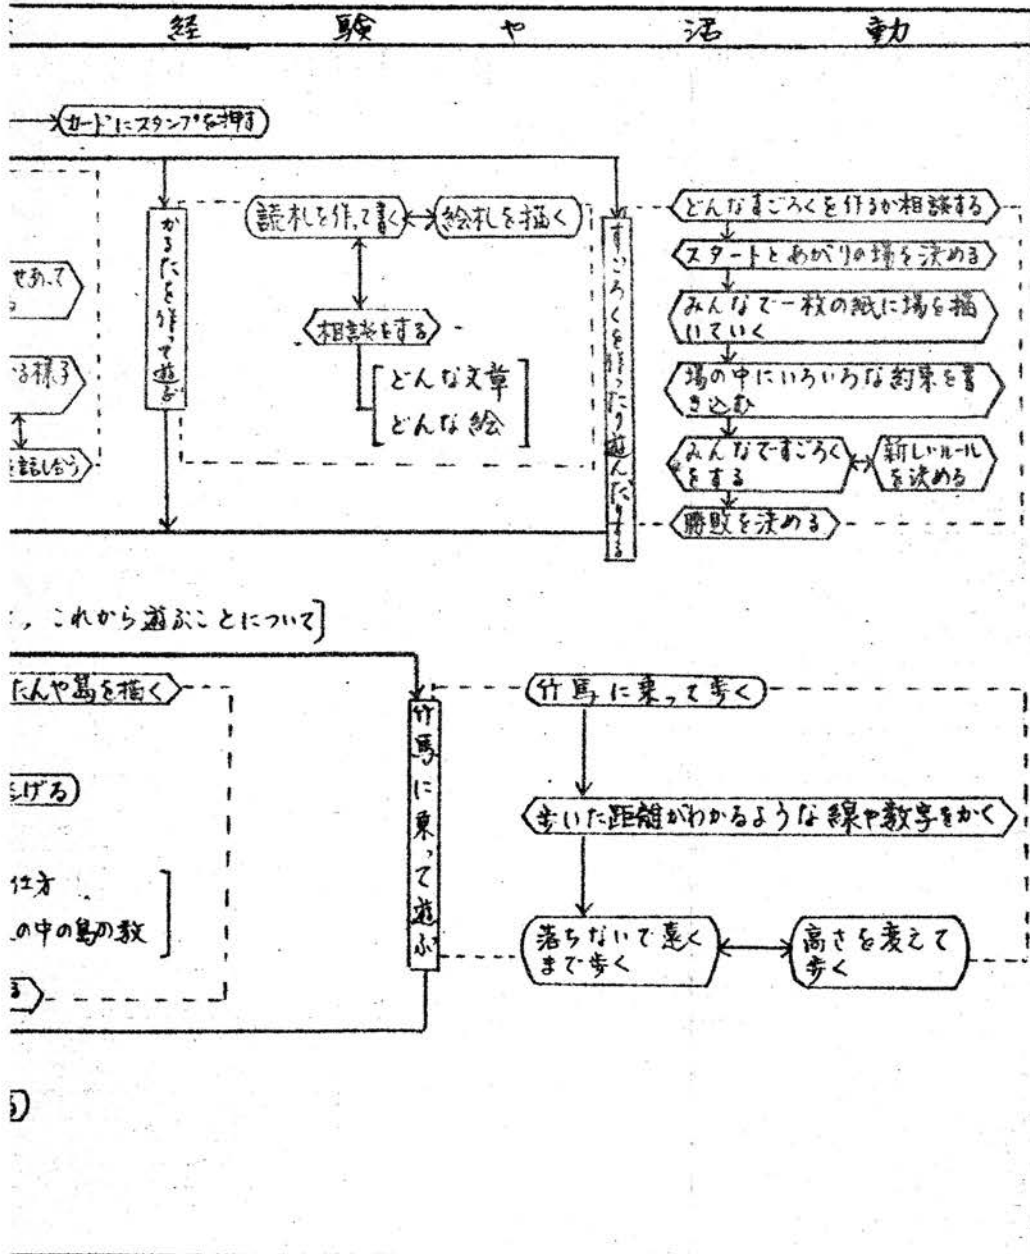 経験や活動
カードにスタンプを押す
せあって
る様子
を話し合う
かるたを作って遊ぶ
読札を作って書く
絵札を描く
相談をする
どんな文章
どんな絵
すごろくを作ったり遊んだりする
どんなすごろくを作るか相談する
スタートとあがりの場を決める
みんなで一枚の紙に場を描
いていく
場の中にいろいろな約束を書
き込む
みんなですごろく
をする
新しいルール
を決める
勝敗を決める
、これから遊ぶことについて]
たんや島を描く
げる
仕方
の中の島の数
る
竹馬に乗って遊ぶ
竹馬に乗って歩く
歩いた距離がわかるような線や数字をかく
落ちないで遠く
まで歩く
高さを変えて
歩く